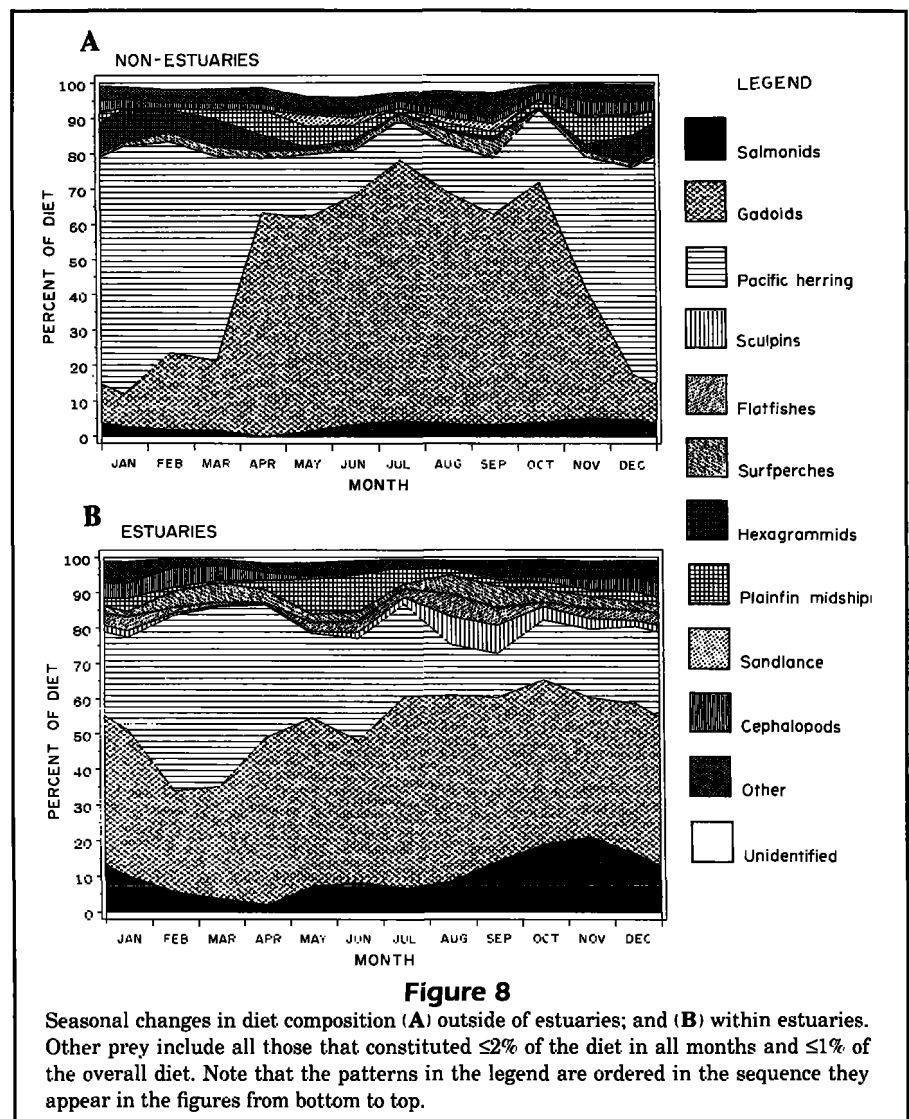 A
NON-ESTUARIES
100
90
80
70
60
50
40
30
20
10
0
PERCENT OF DIET
JAN FEB MAR APR MAY JUN JUL AUG SEP OCT NOV DEC
MONTH
B
ESTUARIES
100
90
80
70
60
50
40
30
20
10
0
PERCENT OF DIET
JAN FEB MAR APR MAY JUN JUL AUG SEP OCT NOV DEC
MONTH
LEGEND
Salmonids
Gadoids
Pacific herring
Sculpins
Flatfishes
Surfperches
Hexagrammids
Plainfin midshipi
Sandlance
Cephalopods
Other
Unidentified
Figure 8
Seasonal changes in diet composition (A) outside of estuaries; and (B) within estuaries.
Other prey include all those that constituted ≤2% of the diet in all months and ≤1% of
the overall diet. Note that the patterns in the legend are ordered in the sequence they
appear in the figures from bottom to top.